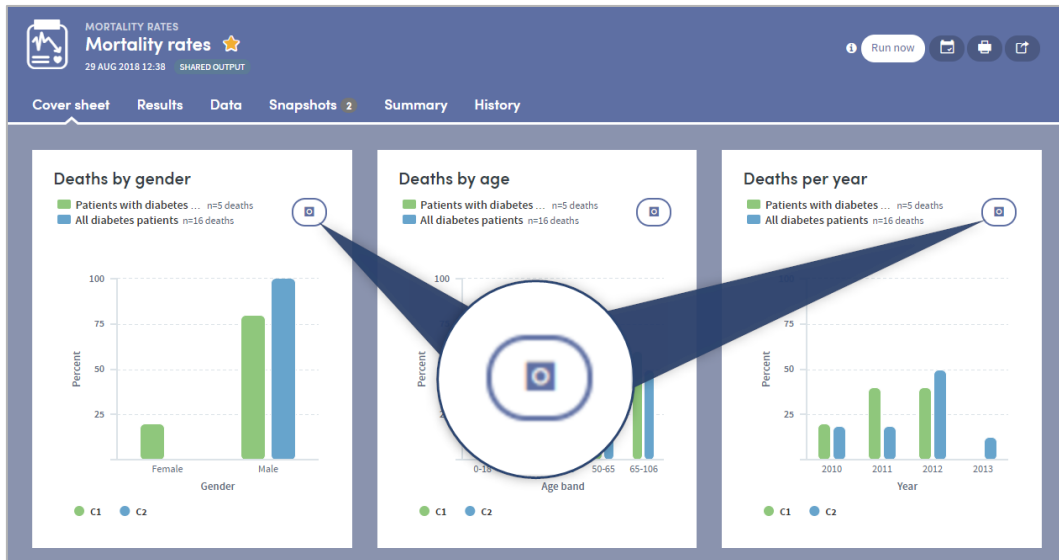 MORTALITY RATES
Mortality rates
29 AUG 2018 12:38 SHARED OUTPUT
Run now
Cover sheet Results Data Snapshots 2 Summary History
Deaths by gender
Patients with diabetes ... n=5 deaths
All diabetes patients n=16 deaths
100
75
50
25
Percent
Female Male
Gender
C1 C2
Deaths by age
Patients with diabetes ... n=5 deaths
All diabetes patients n=16 deaths
100
Percent
0-18 50-65 65-106
Age band
C1 C2
Deaths per year
Patients with diabetes ... n=5 deaths
All diabetes patients n=16 deaths
75
50
25
Percent
2010 2011 2012 2013
Year
C1 C2